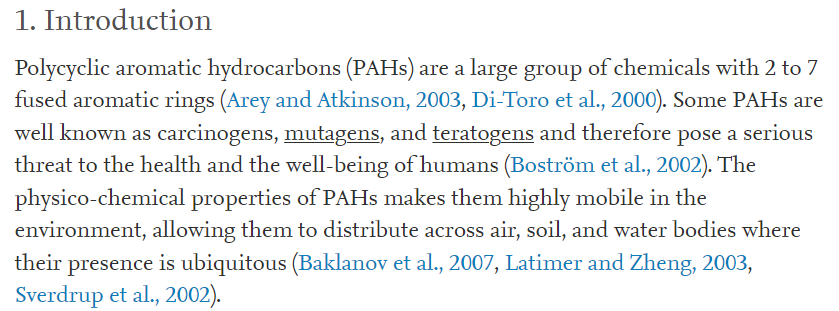 1. Introduction
Polycyclic aromatic hydrocarbons (PAHs) are a large group of chemicals with 2 to 7
fused aromatic rings (Arey and Atkinson, 2003, Di-Toro et al., 2000). Some PAHs are
well known as carcinogens, mutagens, and teratogens and therefore pose a serious
threat to the health and the well-being of humans (Boström et al., 2002). The
physico-chemical properties of PAHs makes them highly mobile in the
environment, allowing them to distribute across air, soil, and water bodies where
their presence is ubiquitous (Baklanov et al., 2007, Latimer and Zheng, 2003,
Sverdrup et al., 2002).